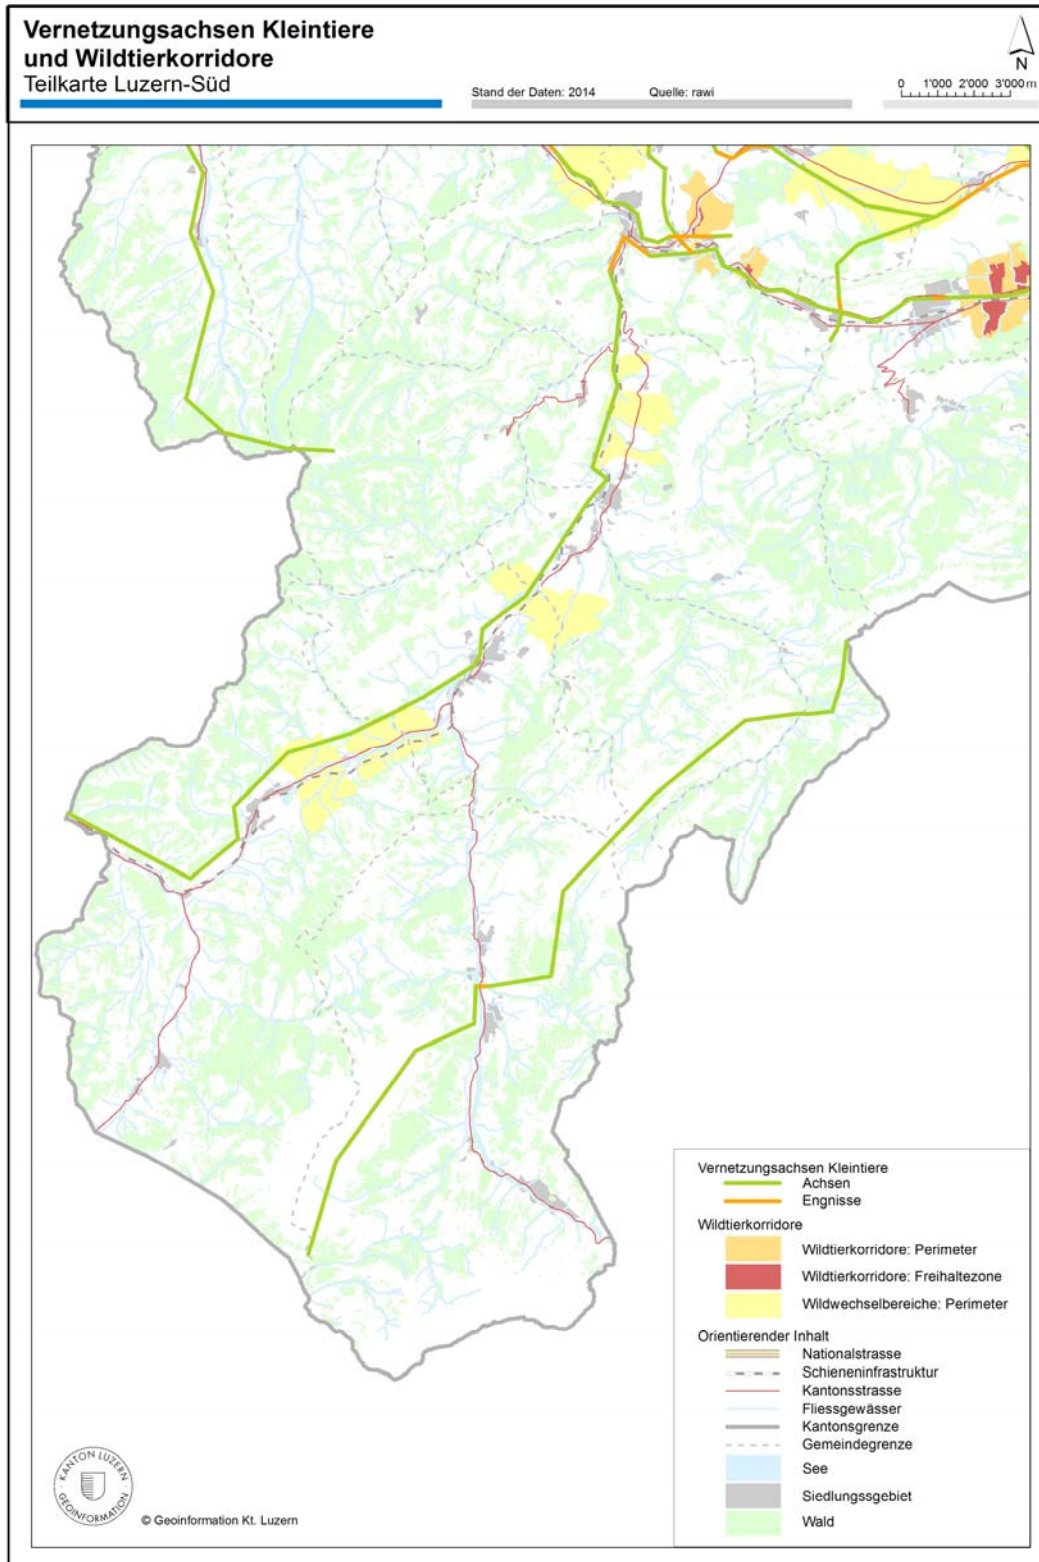 Vernetzungsachsen Kleintiere
und Wildtierkorridore
Teilkarte Luzern-Süd
Stand der Daten: 2014 Quelle: rawi
0 1'000 2'000 3'000 m
N
Vernetzungsachsen Kleintiere
Achsen
Engnisse
Wildtierkorridore
Wildtierkorridore: Perimeter
Wildtierkorridore: Freihaltezone
Wildwechselbereiche: Perimeter
Orientierender Inhalt
Nationalstrasse
Schieneninfrastruktur
Kantonsstrasse
Fliessgewässer
Kantonsgrenze
Gemeindegrenze
See
Siedlungssgebiet
Wald
KANTON LUZERN
GEOINFORMATION
© Geoinformation Kt. Luzern